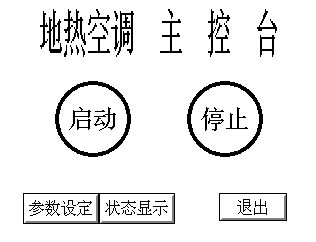 地热空调 主 控 台
启动 停止
参数设定 状态显示 退出